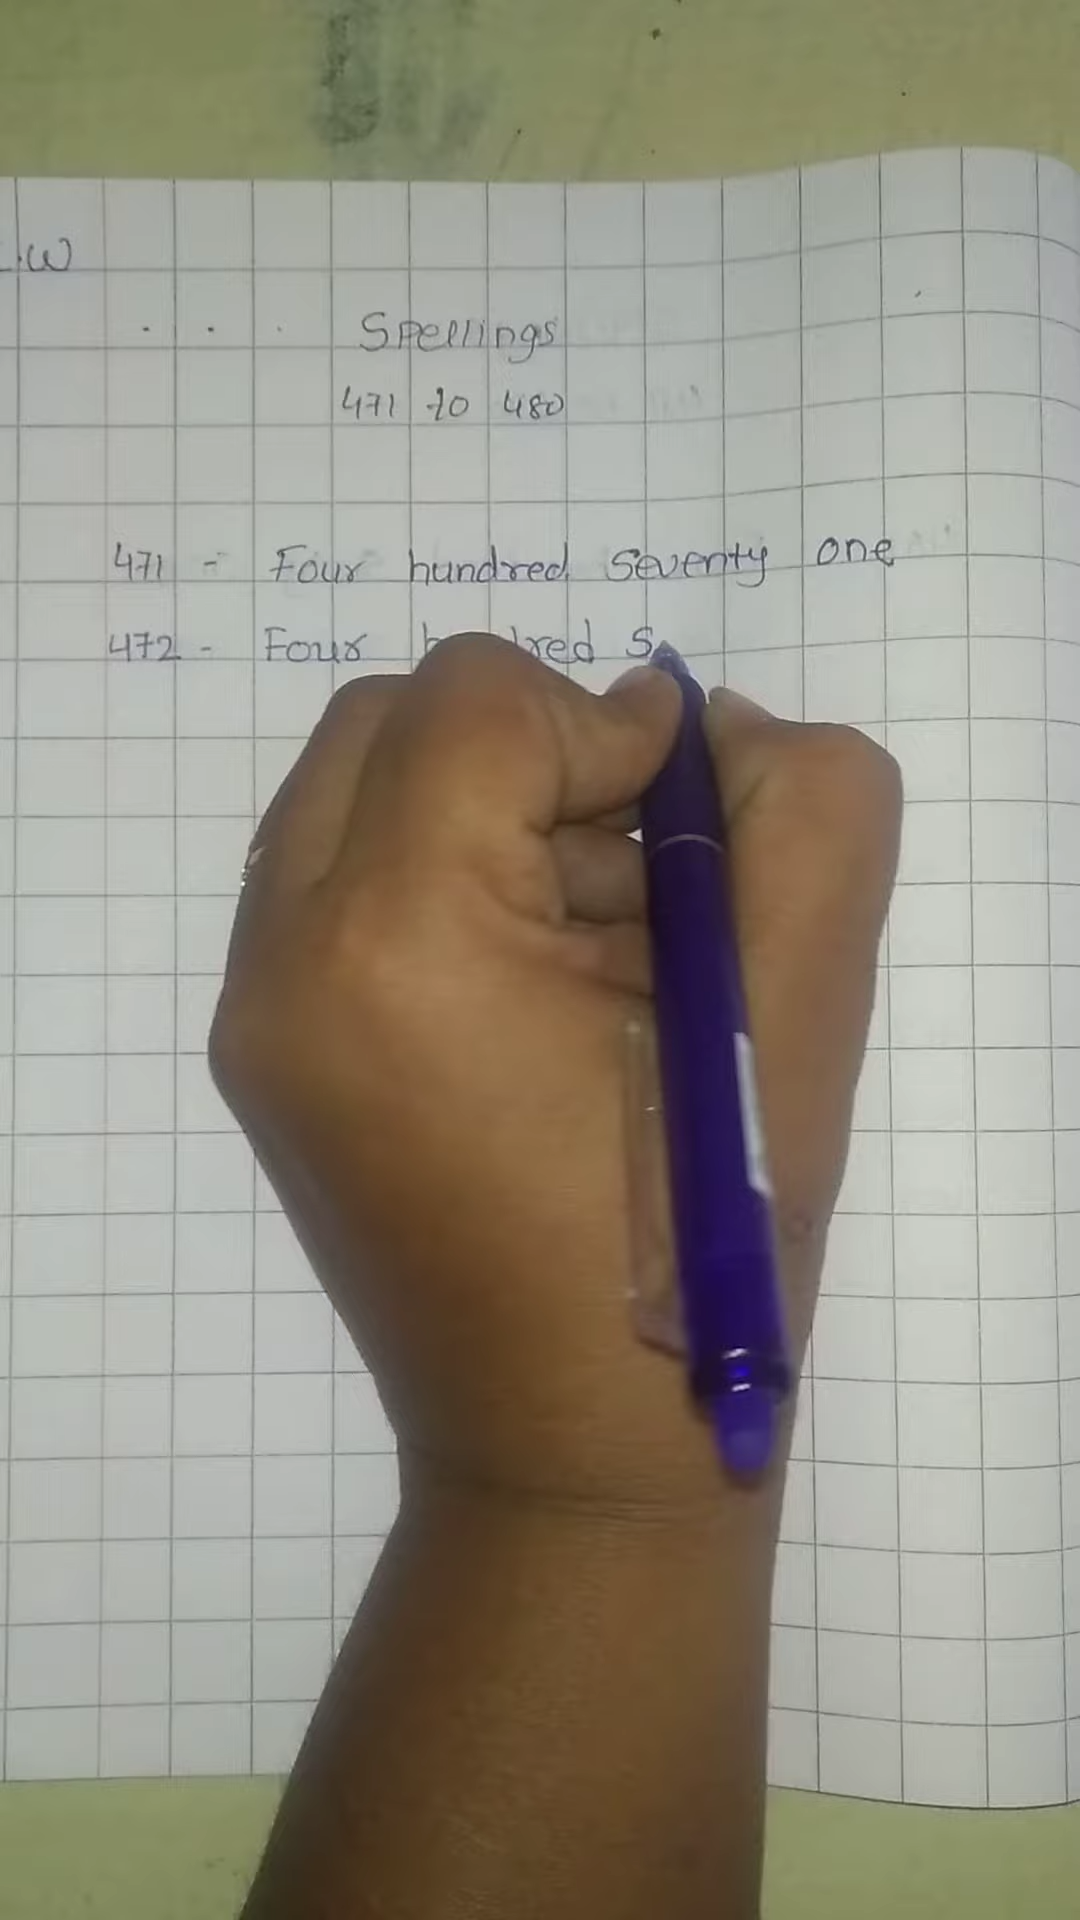 .W
Spellings
471 to 480
471 - Four hundred Seventy one
472 - Four S